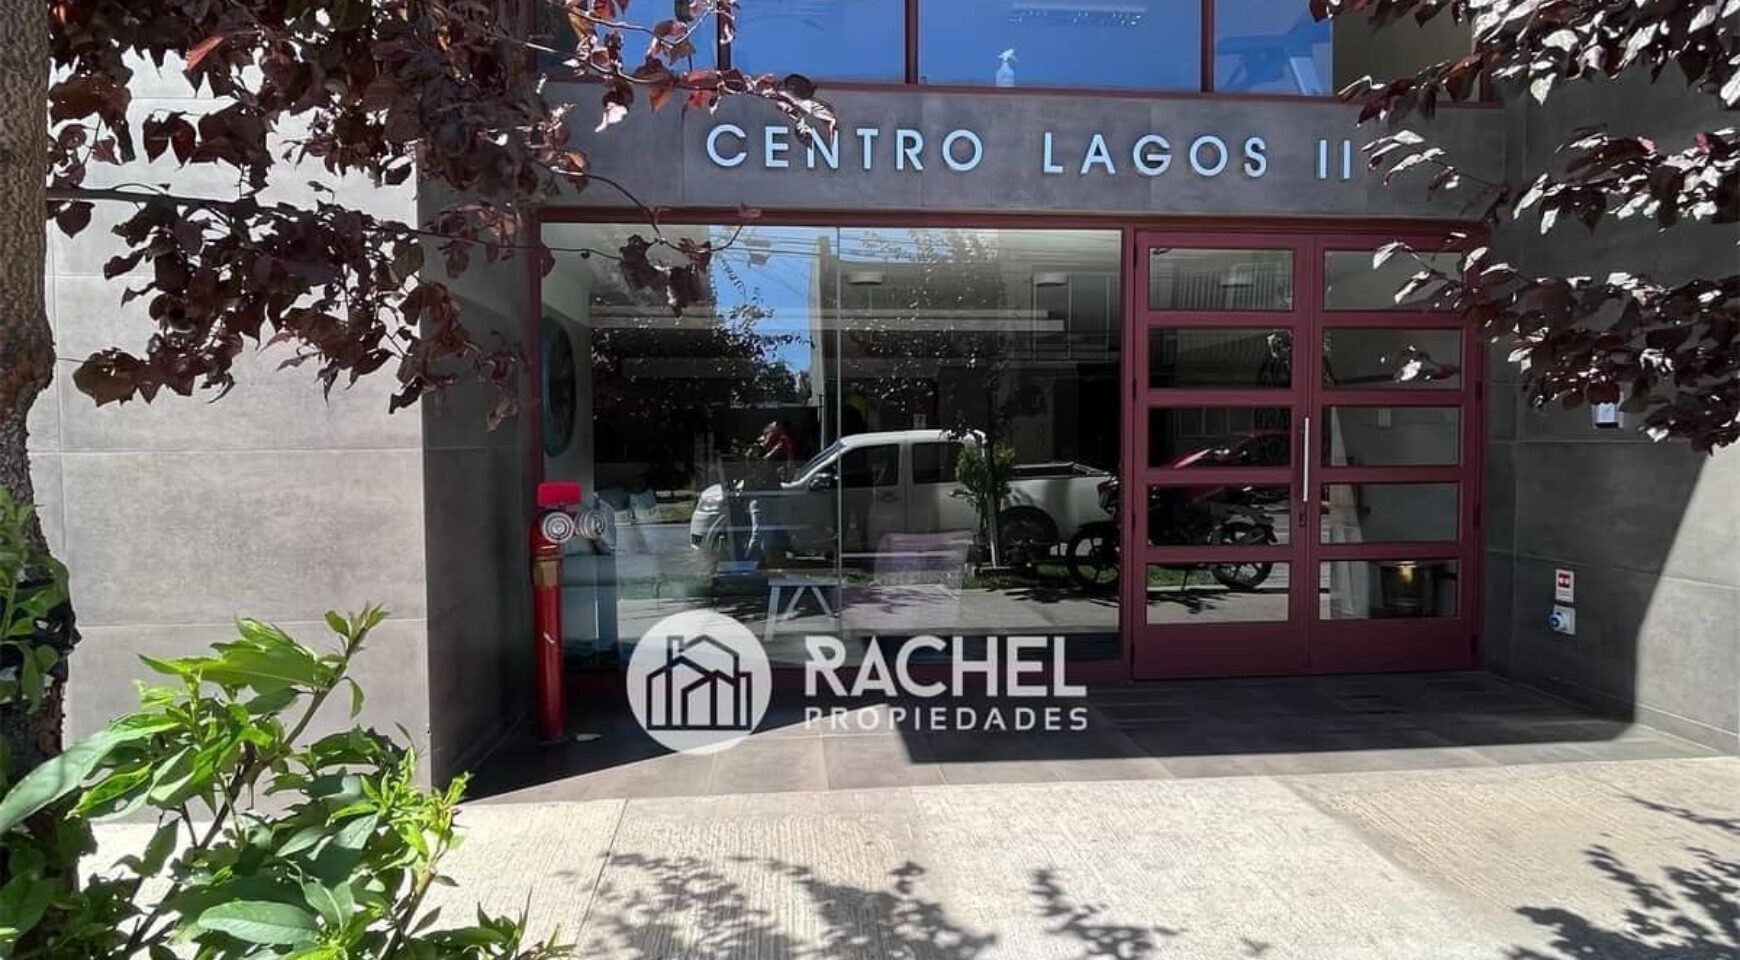 CENTRO LAGOS II
RACHEL
PROPIEDADES